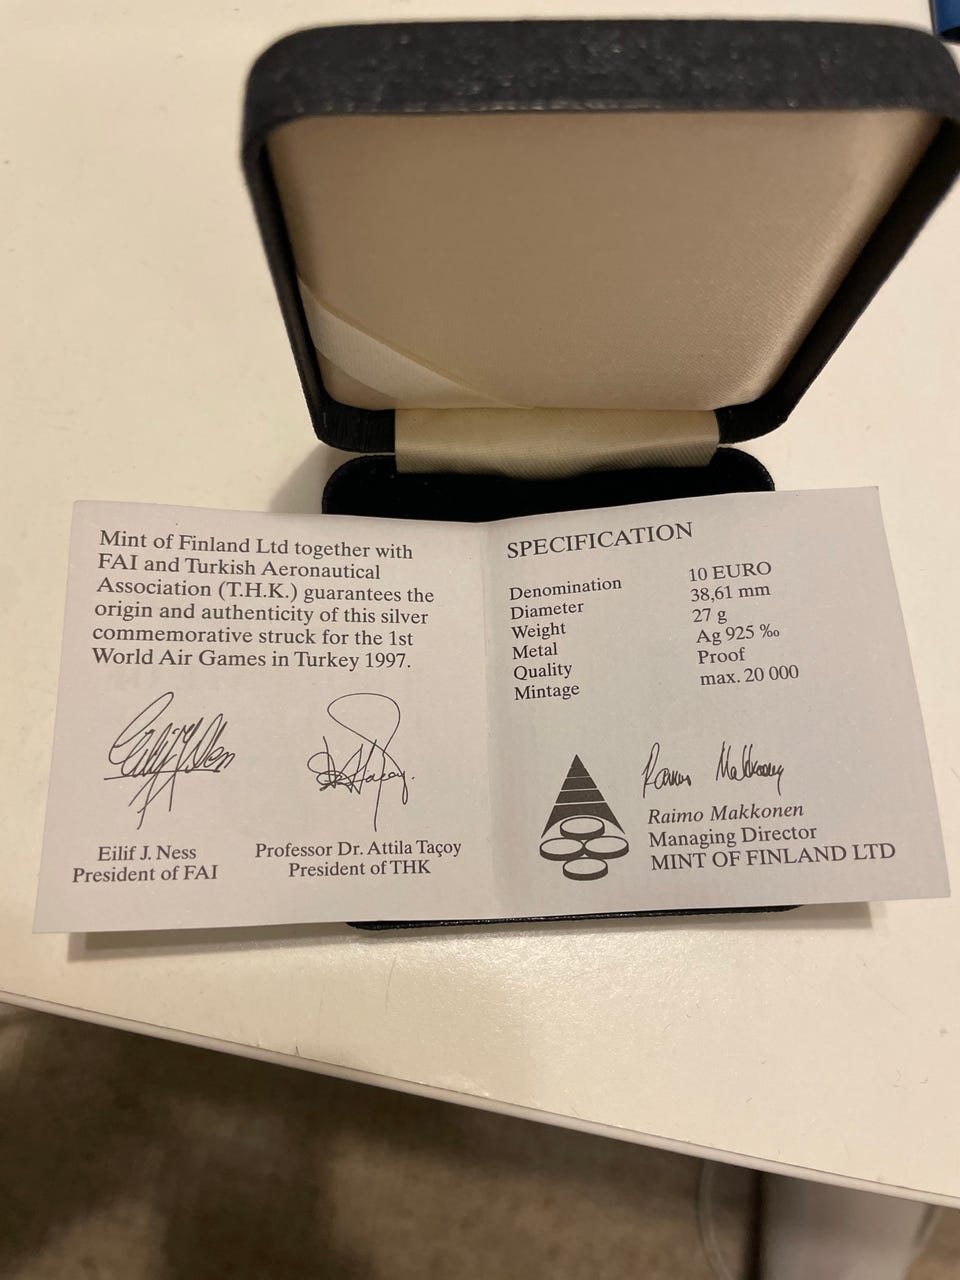 Mint of Finland Ltd together with
FAI and Turkish Aeronautical
Association (T.H.K.) guarantees the
origin and authenticity of this silver
commemorative struck for the 1st
World Air Games in Turkey 1997.
Eilif J. Ness
President of FAI
Professor Dr. Attila Taçoy
President of THK
SPECIFICATION
Denomination 10 EURO
Diameter 38,61 mm
Weight 27 g
Metal Ag 925 ‰
Quality Proof
Mintage max. 20 000
Raimo Makkonen
Managing Director
MINT OF FINLAND LTD